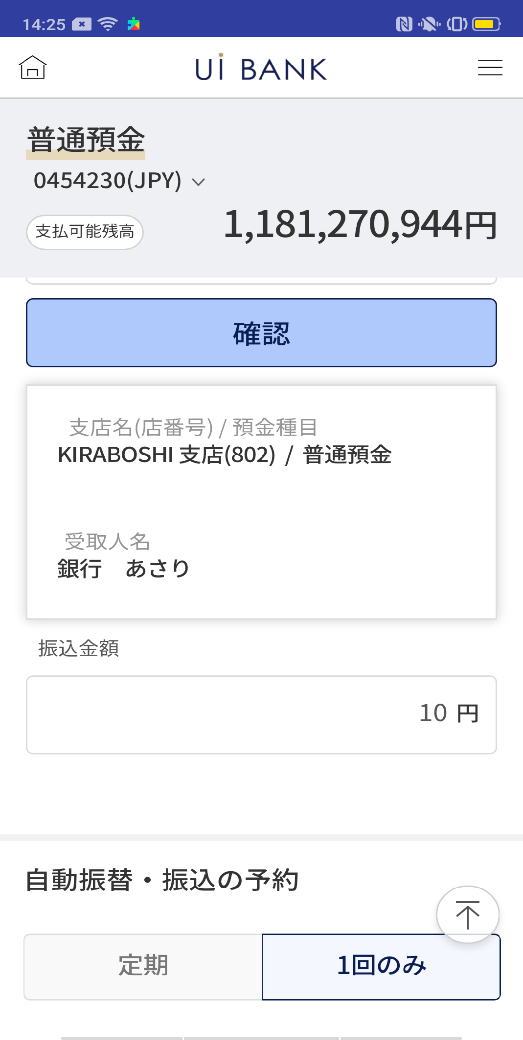 14:25
UI BANK
普通預金
0454230(JPY)
支払可能残高
1,181,270,944円
確認
支店名(店番号) / 預金種目
KIRABOSHI 支店(802) / 普通預金
受取人名
銀行　あさり
振込金額
10 円
自動振替・振込の予約
定期
1回のみ